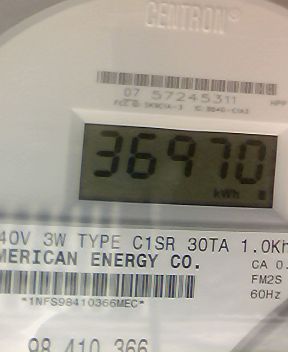 CENTRON®
07 57245311
36970
kWh
40V 3W TYPE C1SR 30TA 1.0Kh
MERICAN ENERGY CO.
CA 0.
FM2S
60Hz
*1NFS98410366MEC*
98 410 366